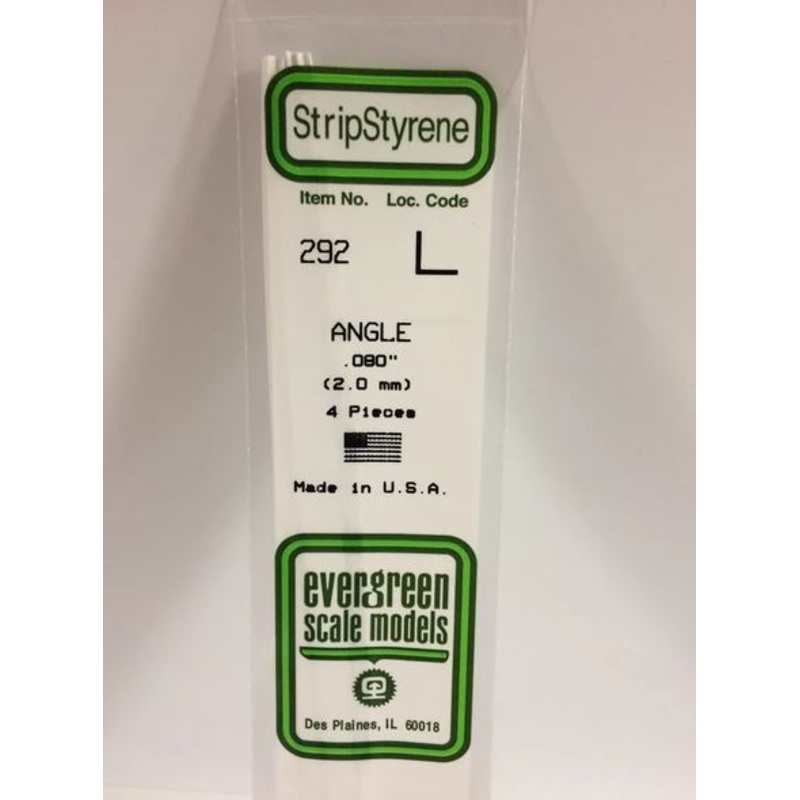 StripStyrene
Item No. Loc. Code
292 L
ANGLE
.080"
(2.0 mm)
4 Pieces
Made in U.S.A.
evergreen
scale models
Des Plaines, IL 60018